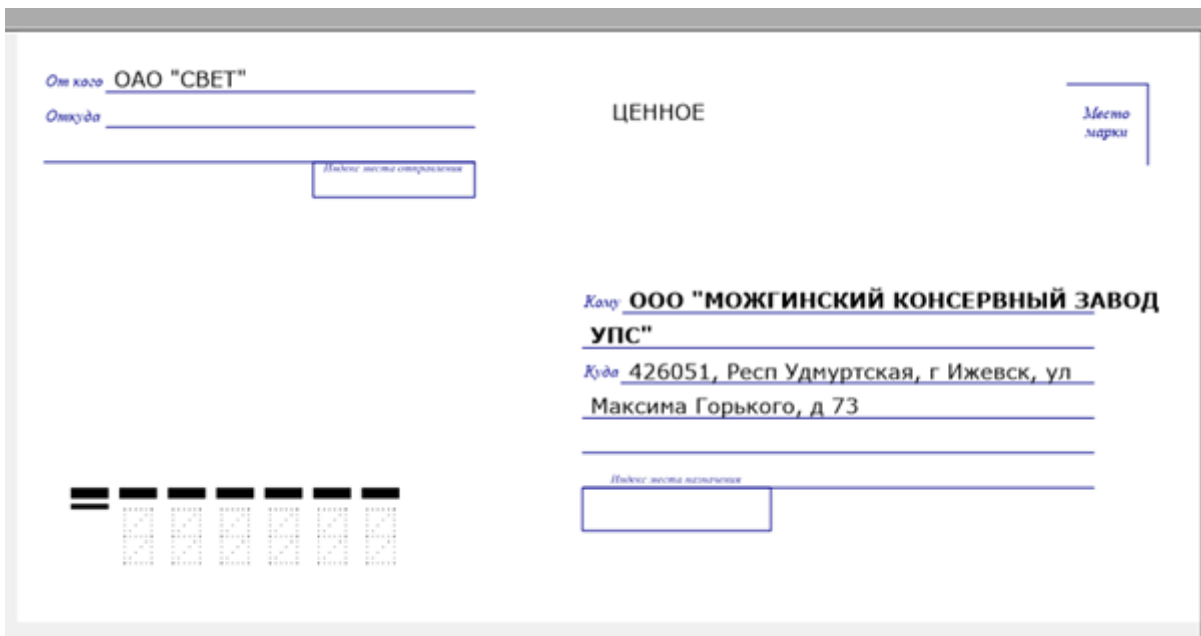 От кого ОАО "СВЕТ"
Откуда
Индекс места отправления
ЦЕННОЕ
Место
марки
Кому ООО "МОЖГИНСКИЙ КОНСЕРВНЫЙ ЗАВОД
УПС"
Куда 426051, Респ Удмуртская, г Ижевск, ул
Максима Горького, д 73
Индекс места назначения